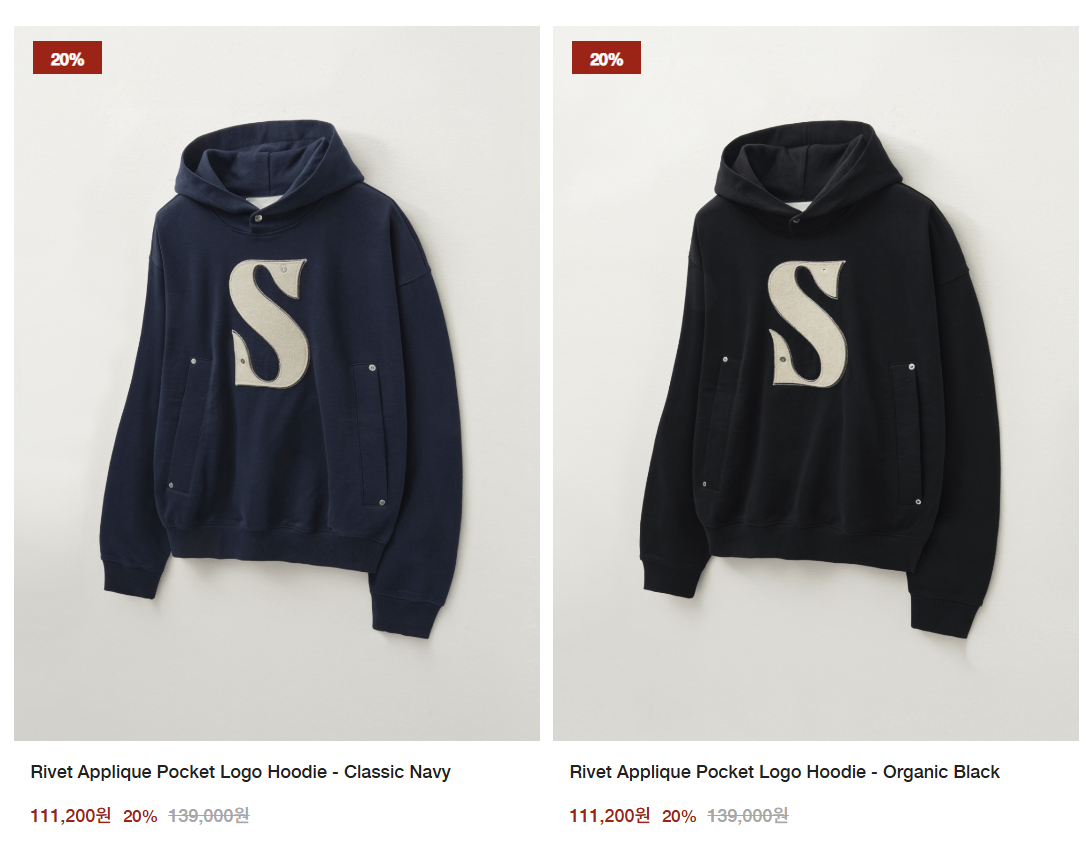 20%
20%
S
S
Rivet Applique Pocket Logo Hoodie - Classic Navy
Rivet Applique Pocket Logo Hoodie - Organic Black
111,200원 20% 139,000원
111,200원 20% 139,000원